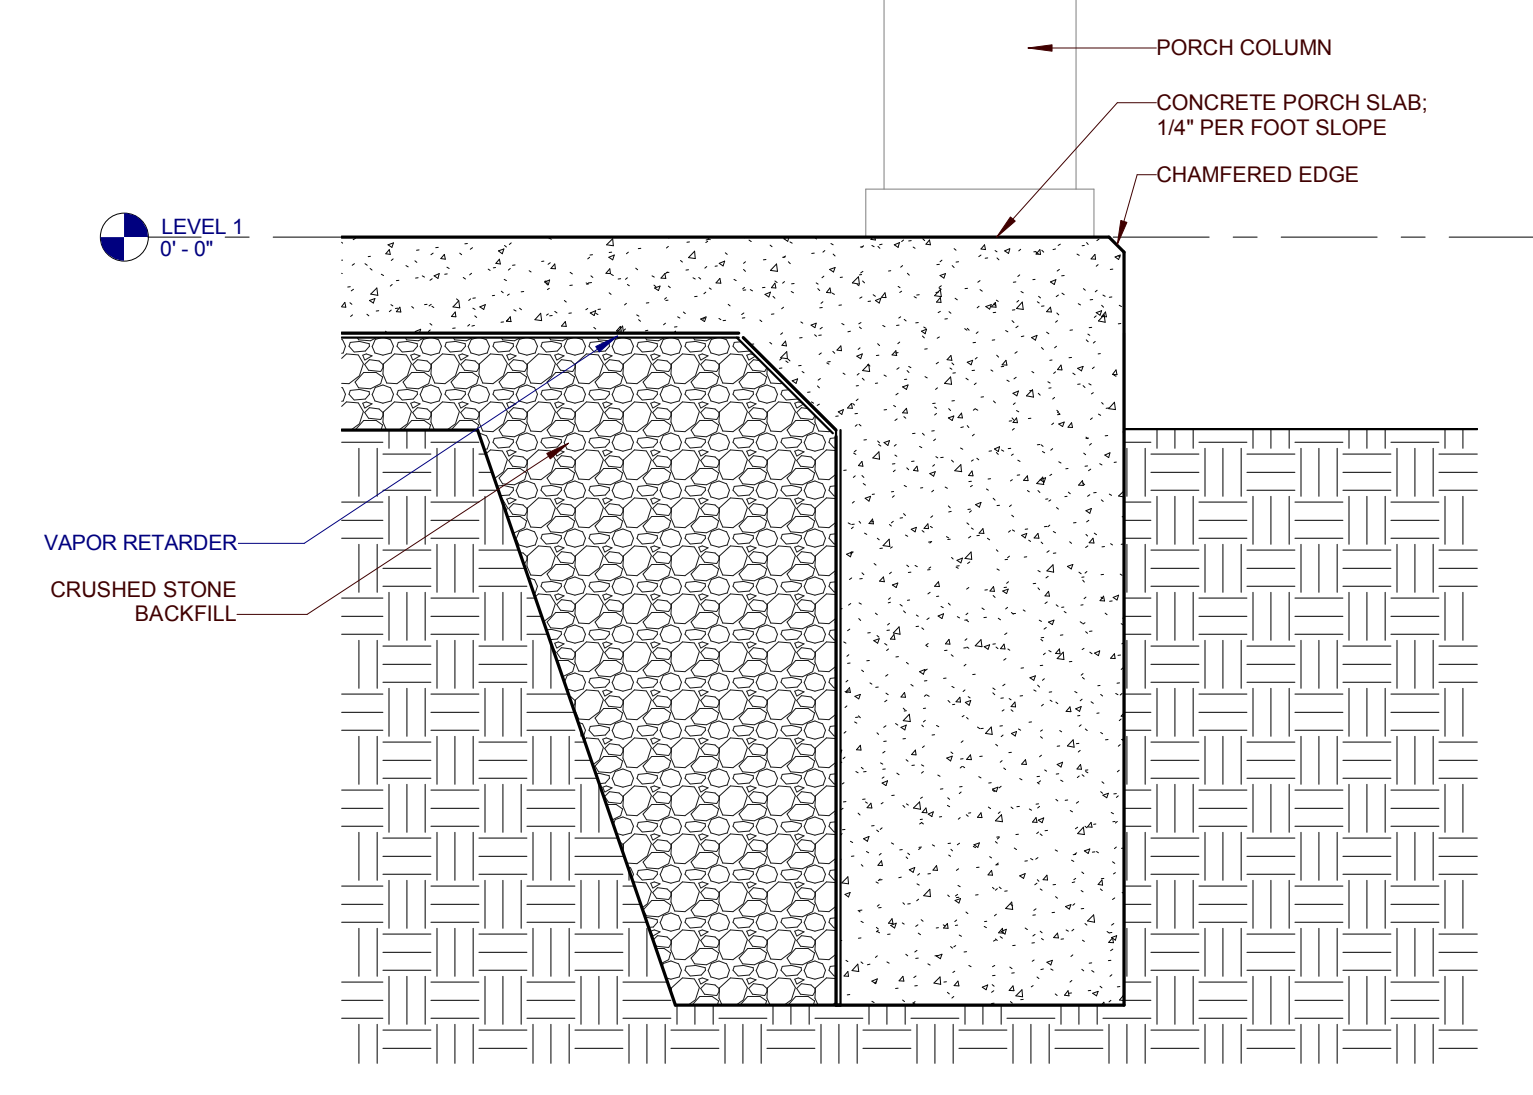 PORCH COLUMN
CONCRETE PORCH SLAB;
1/4" PER FOOT SLOPE
CHAMFERED EDGE
LEVEL 1
0' - 0"
VAPOR RETARDER
CRUSHED STONE
BACKFILL